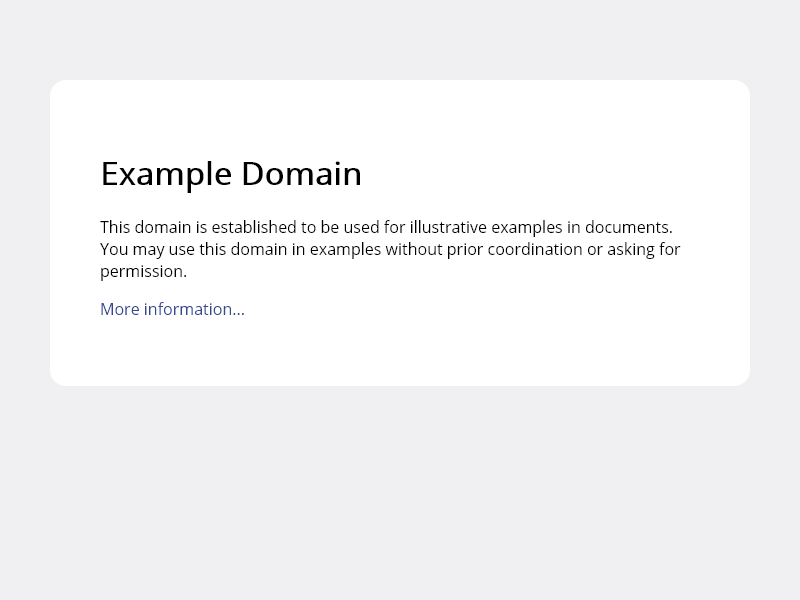 Example Domain
This domain is established to be used for illustrative examples in documents.
You may use this domain in examples without prior coordination or asking for
permission.
More information...